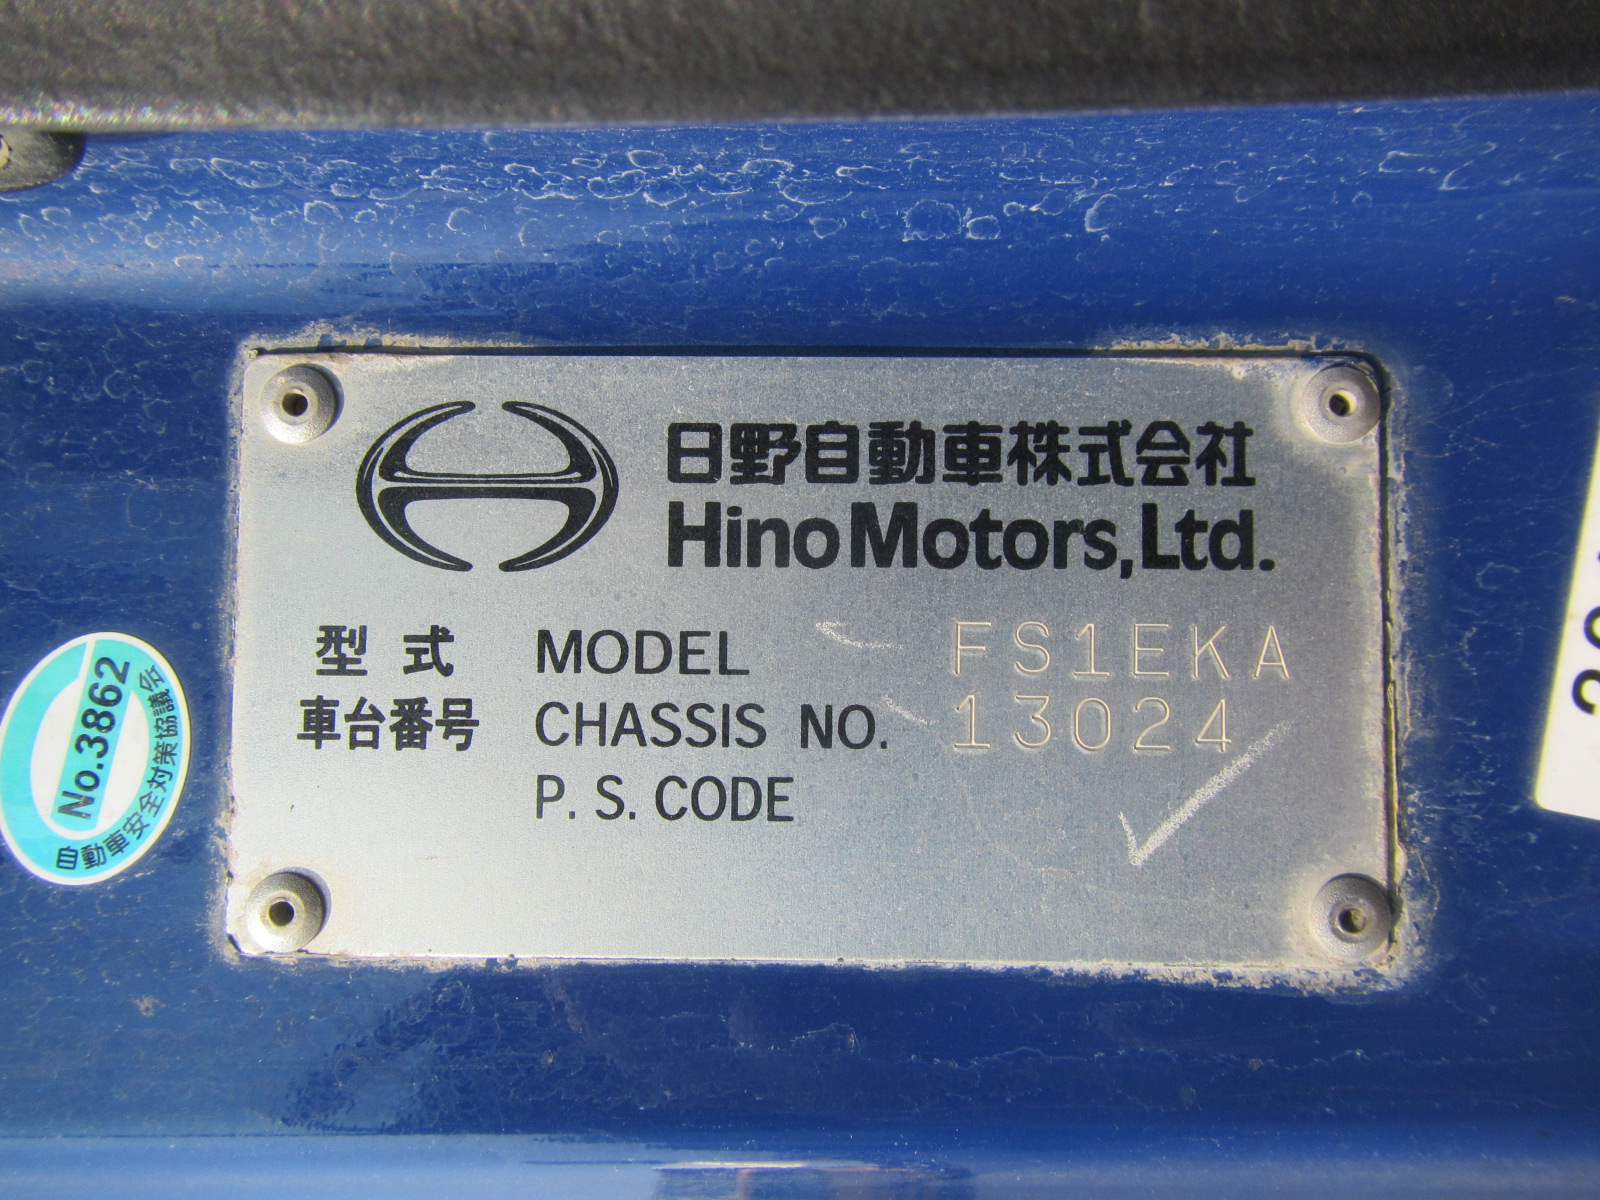 日野自動車株式会社
Hino Motors, Ltd.
型式 MODEL FS1EKA
車台番号 CHASSIS NO. 13024
P. S. CODE
No.3862
自動車安全対策協議会